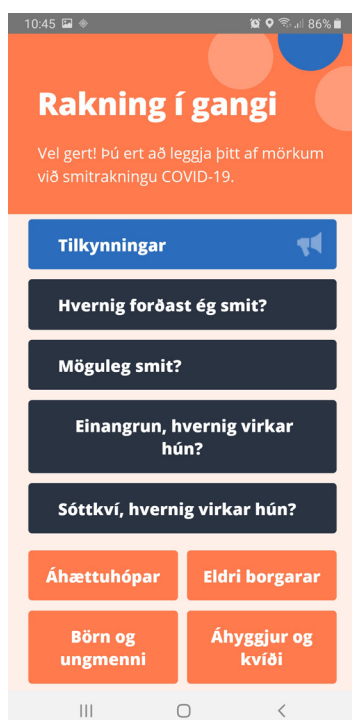 10:45 86%
Rakning í gangi
Vel gert! Þú ert að leggja þitt af mörkum
við smitrakningu COVID-19.
Tilkynningar
Hvernig forðast ég smit?
Möguleg smit?
Einangrun, hvernig virkar
hún?
Sóttkví, hvernig virkar hún?
Áhættuhópar Eldri borgarar
Börn og
ungmenni
Áhyggjur og
kvíði